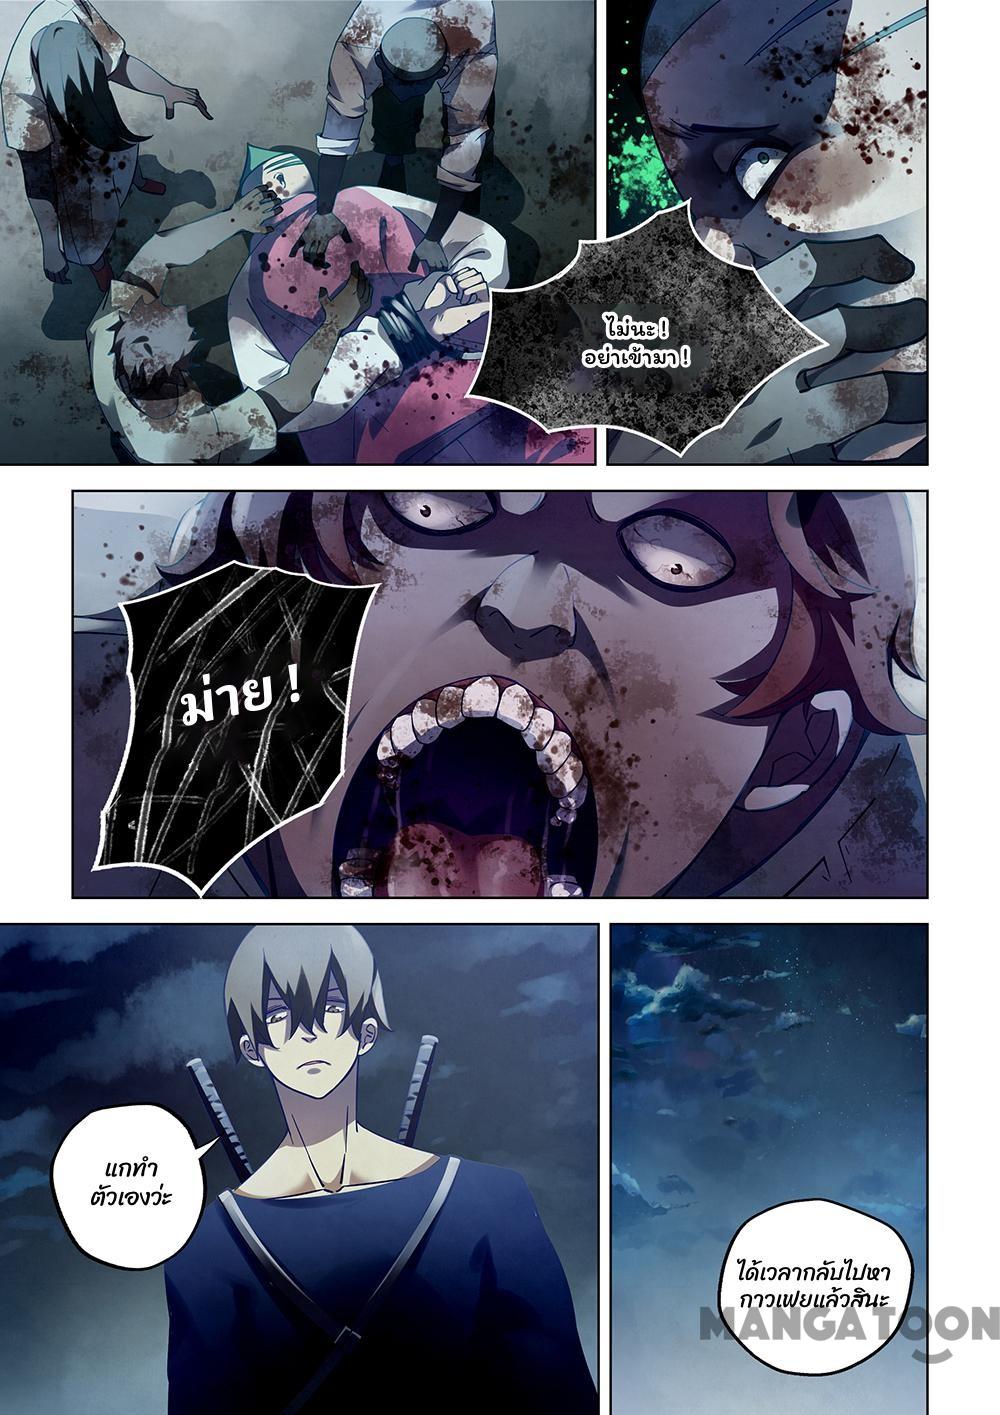 ไม่นะ !
อย่าเข้ามา !
ม่าย !
แกทำ
ตัวเองว่ะ
ได้เวลากลับไปหา
กาวเฟยแล้วสินะ
MANGATOON